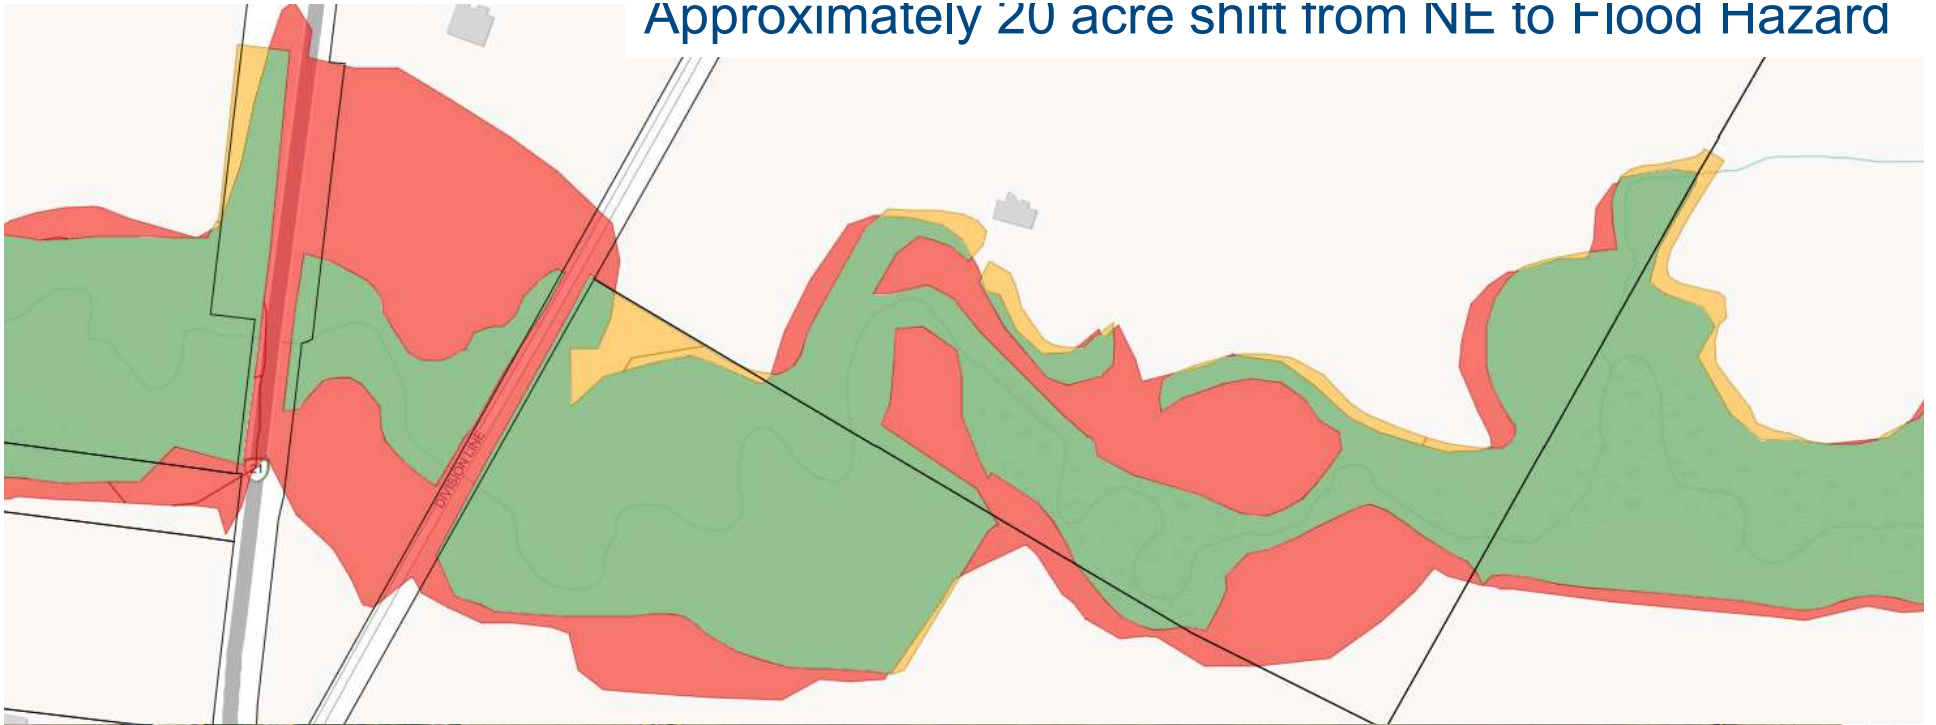 Approximately 20 acre shift from NE to Flood Hazard
21
DIVISION LINE